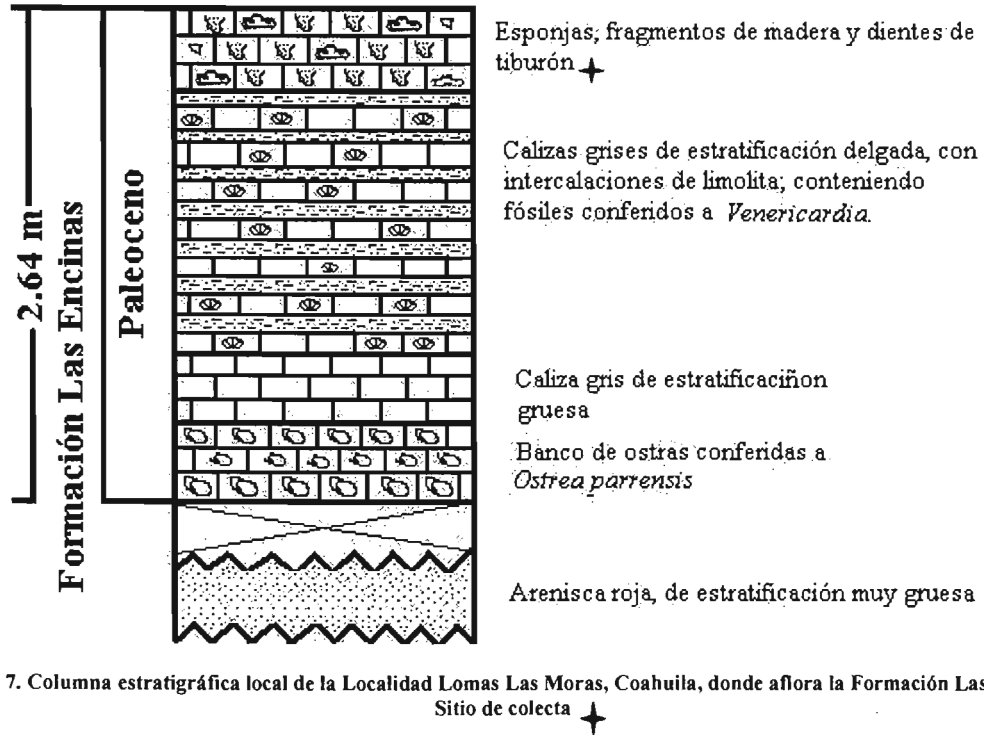 Esponjas, fragmentos de madera y dientes de
tiburón
Calizas grises de estratificación delgada, con
intercalaciones de limolita; conteniendo
fósiles conferidos a Venericardia.
2.64 m
Formación Las Encinas
Paleoceno
Caliza gris de estratificaciñon
gruesa
Banco de ostras conferidas a
Ostrea parrensis
Arenisca roja, de estratificación muy gruesa
7. Columna estratigráfica local de la Localidad Lomas Las Moras, Coahuila, donde aflora la Formación Las
Sitio de colecta